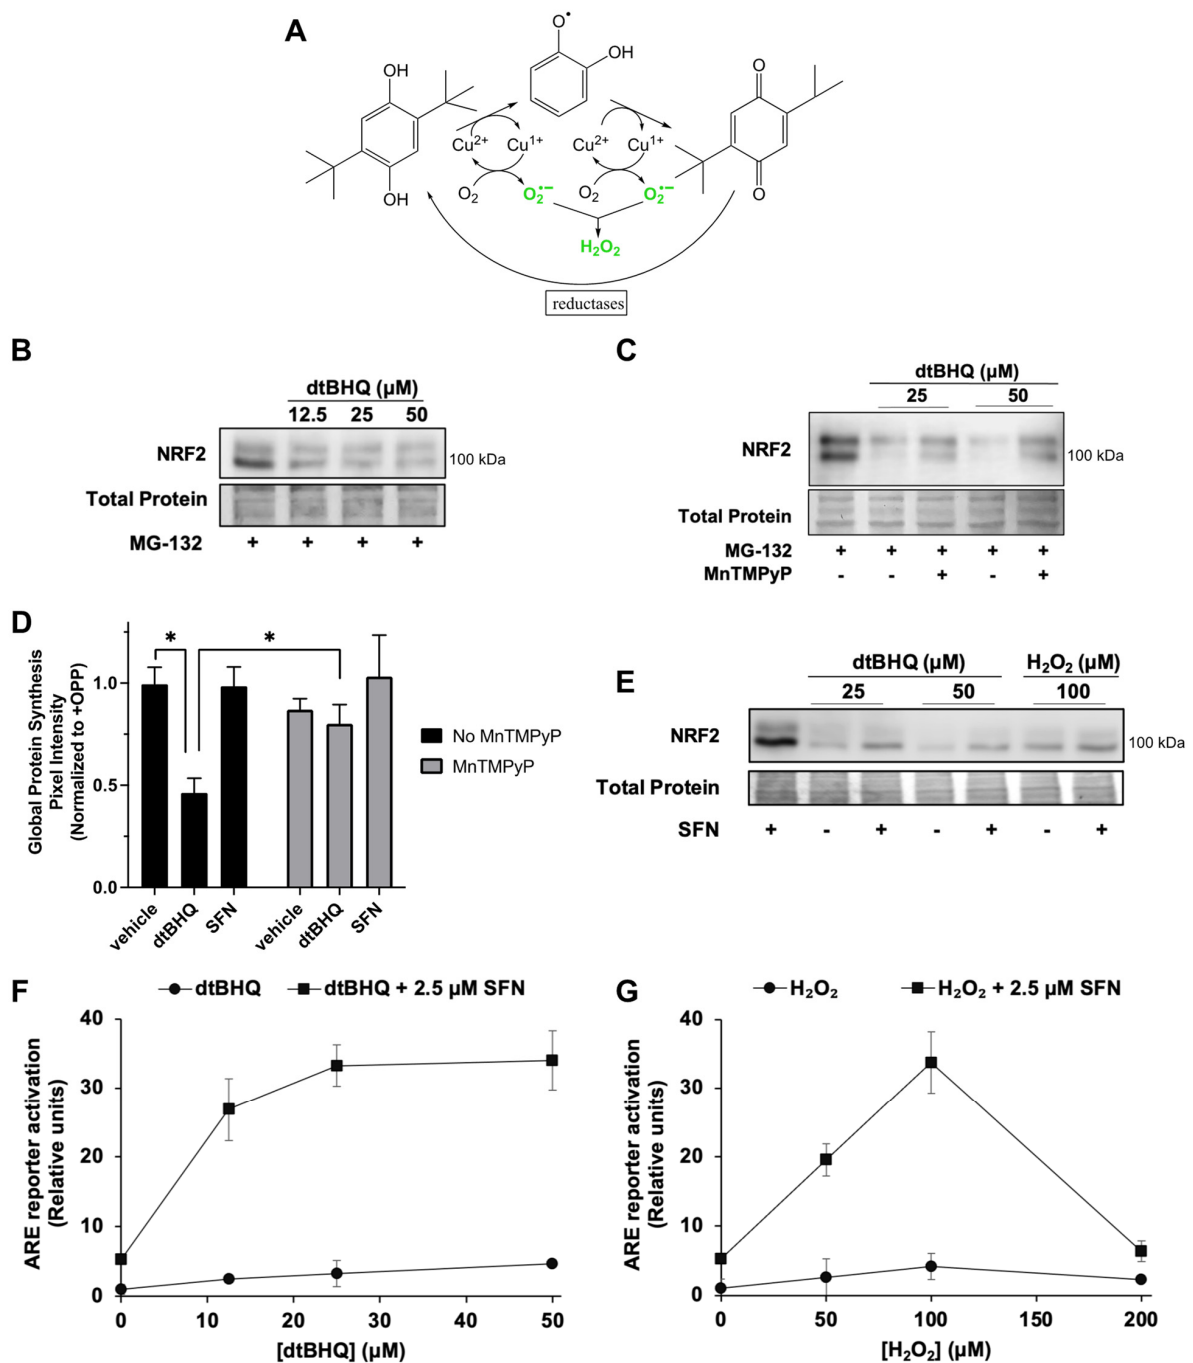 A
O•
OH
OH
OH
Cu2+ Cu1+
Cu2+ Cu1+
O
O
O2 O2•−
O2 O2•−
H2O2
reductases
B
dtBHQ (µM)
12.5 25 50
NRF2
100 kDa
Total Protein
MG-132 + + + +
C
dtBHQ (µM)
25 50
NRF2
100 kDa
Total Protein
MG-132 + + + + +
MnTMPyP - - + - +
D
Global Protein Synthesis
Pixel Intensity
(Normalized to +OPP)
1.0
0.5
0.0
* *
vehicle dtBHQ SFN vehicle dtBHQ SFN
No MnTMPyP
MnTMPyP
E
dtBHQ (µM) H2O2 (µM)
25 50 100
NRF2
100 kDa
Total Protein
SFN + - + - + - +
F
dtBHQ dtBHQ + 2.5 µM SFN
ARE reporter activation
(Relative units)
40
30
20
10
0
0 10 20 30 40 50
[dtBHQ] (µM)
G
H2O2 H2O2 + 2.5 µM SFN
ARE reporter activation
(Relative units)
40
30
20
10
0
0 50 100 150 200
[H2O2] (µM)